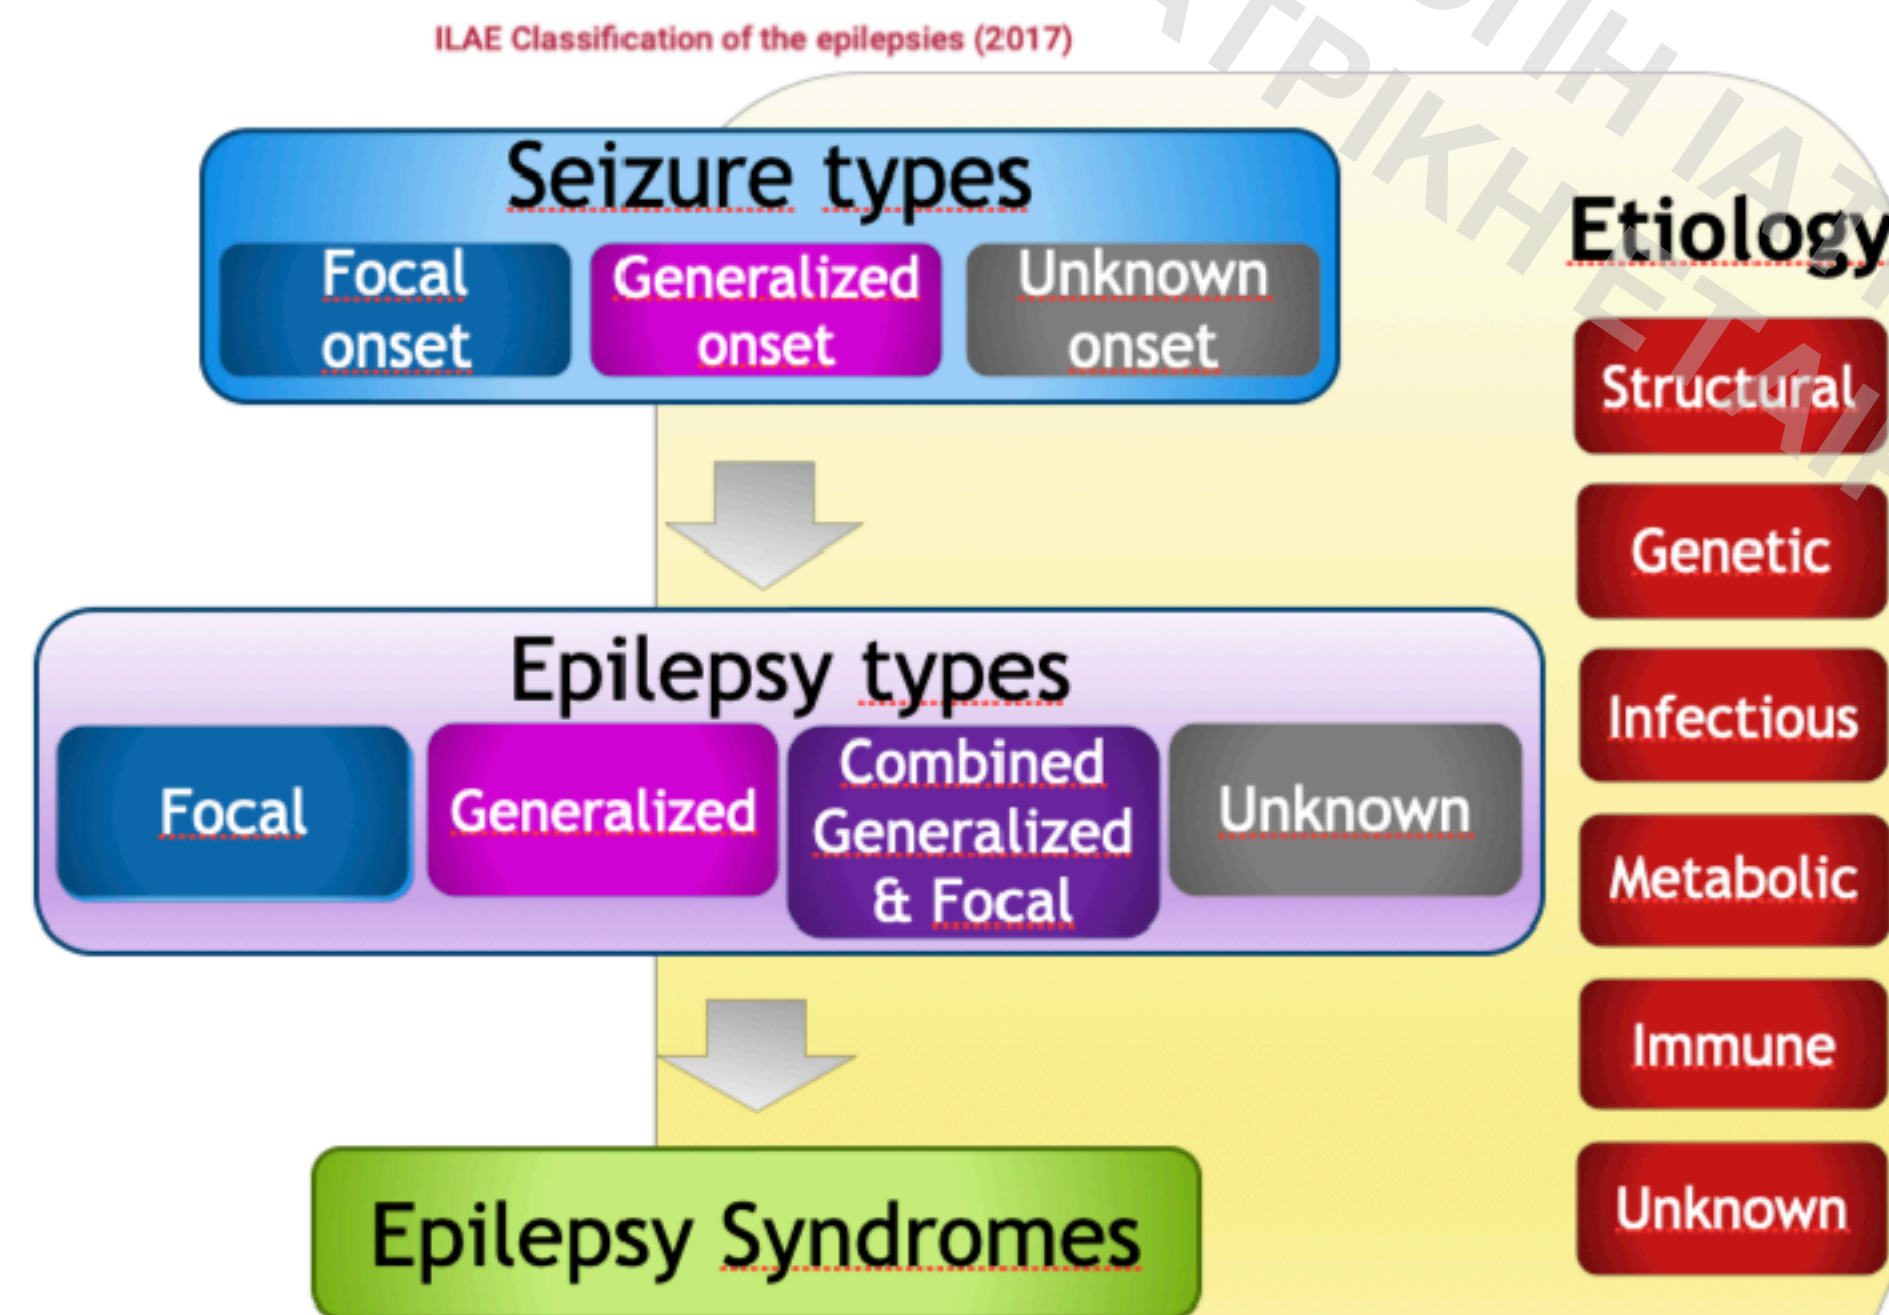 ILAE Classification of the epilepsies (2017)
Seizure types
Focal
onset
Generalized
onset
Unknown
onset
Epilepsy types
Focal
Generalized
Combined
Generalized
& Focal
Unknown
Epilepsy Syndromes
Etiology
Structural
Genetic
Infectious
Metabolic
Immune
Unknown